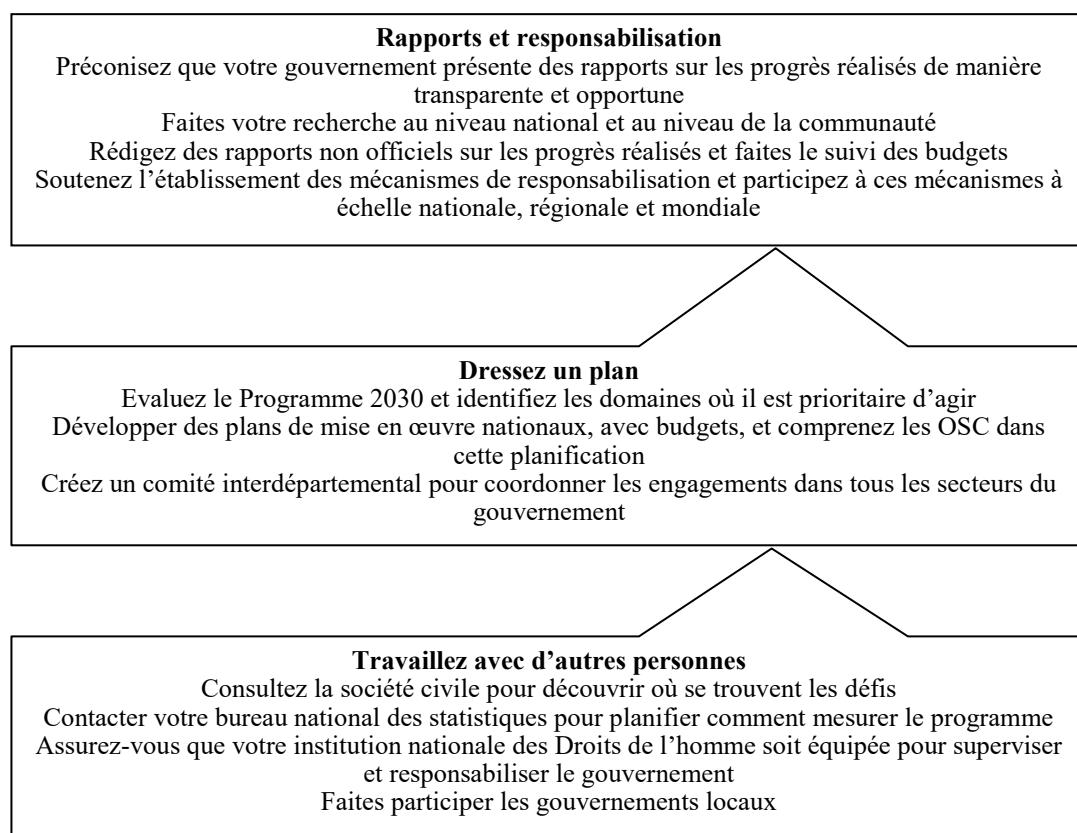 Rapports et responsabilisation
Préconisez que votre gouvernement présente des rapports sur les progrès réalisés de manière
transparente et opportune
Faites votre recherche au niveau national et au niveau de la communauté
Rédigez des rapports non officiels sur les progrès réalisés et faites le suivi des budgets
Soutenez l’établissement des mécanismes de responsabilisation et participez à ces mécanismes à
échelle nationale, régionale et mondiale
Dressez un plan
Evaluez le Programme 2030 et identifiez les domaines où il est prioritaire d’agir
Développer des plans de mise en œuvre nationaux, avec budgets, et comprenez les OSC dans
cette planification
Créez un comité interdépartemental pour coordonner les engagements dans tous les secteurs du
gouvernement
Travaillez avec d’autres personnes
Consultez la société civile pour découvrir où se trouvent les défis
Contacter votre bureau national des statistiques pour planifier comment mesurer le programme
Assurez-vous que votre institution nationale des Droits de l’homme soit équipée pour superviser
et responsabiliser le gouvernement
Faites participer les gouvernements locaux